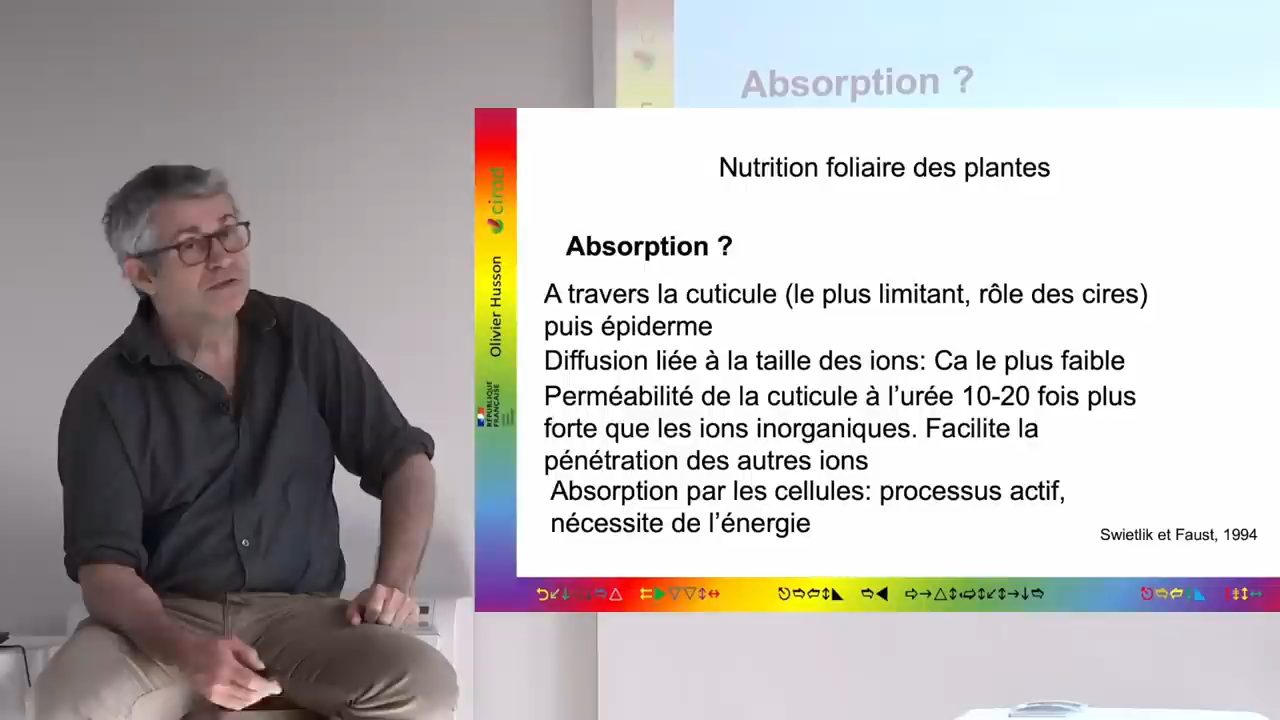 Absorption ?
Nutrition foliaire des plantes
Absorption ?
A travers la cuticule (le plus limitant, rôle des cires)
puis épiderme
Diffusion liée à la taille des ions: Ca le plus faible
Perméabilité de la cuticule à l’urée 10-20 fois plus
forte que les ions inorganiques. Facilite la
pénétration des autres ions
Absorption par les cellules: processus actif,
nécessite de l’énergie
Swietlik et Faust, 1994
cirad
Olivier Husson
RÉPUBLIQUE
FRANÇAISE